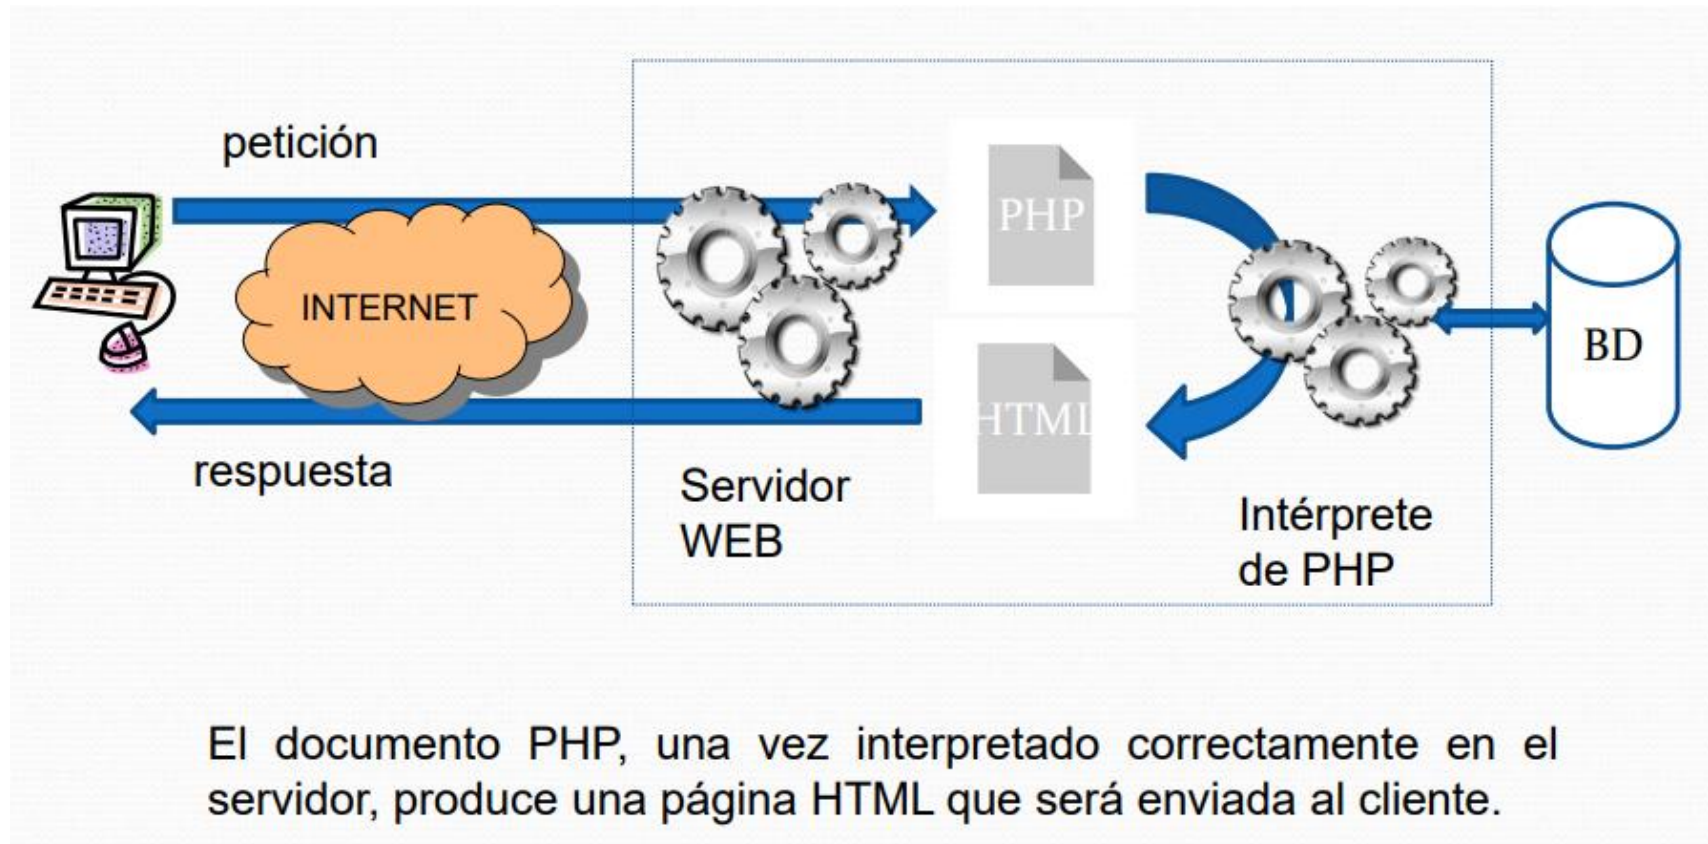 petición
INTERNET
respuesta
Servidor
WEB
PHP
HTML
Intérprete
de PHP
BD
El documento PHP, una vez interpretado correctamente en el
servidor, produce una página HTML que será enviada al cliente.